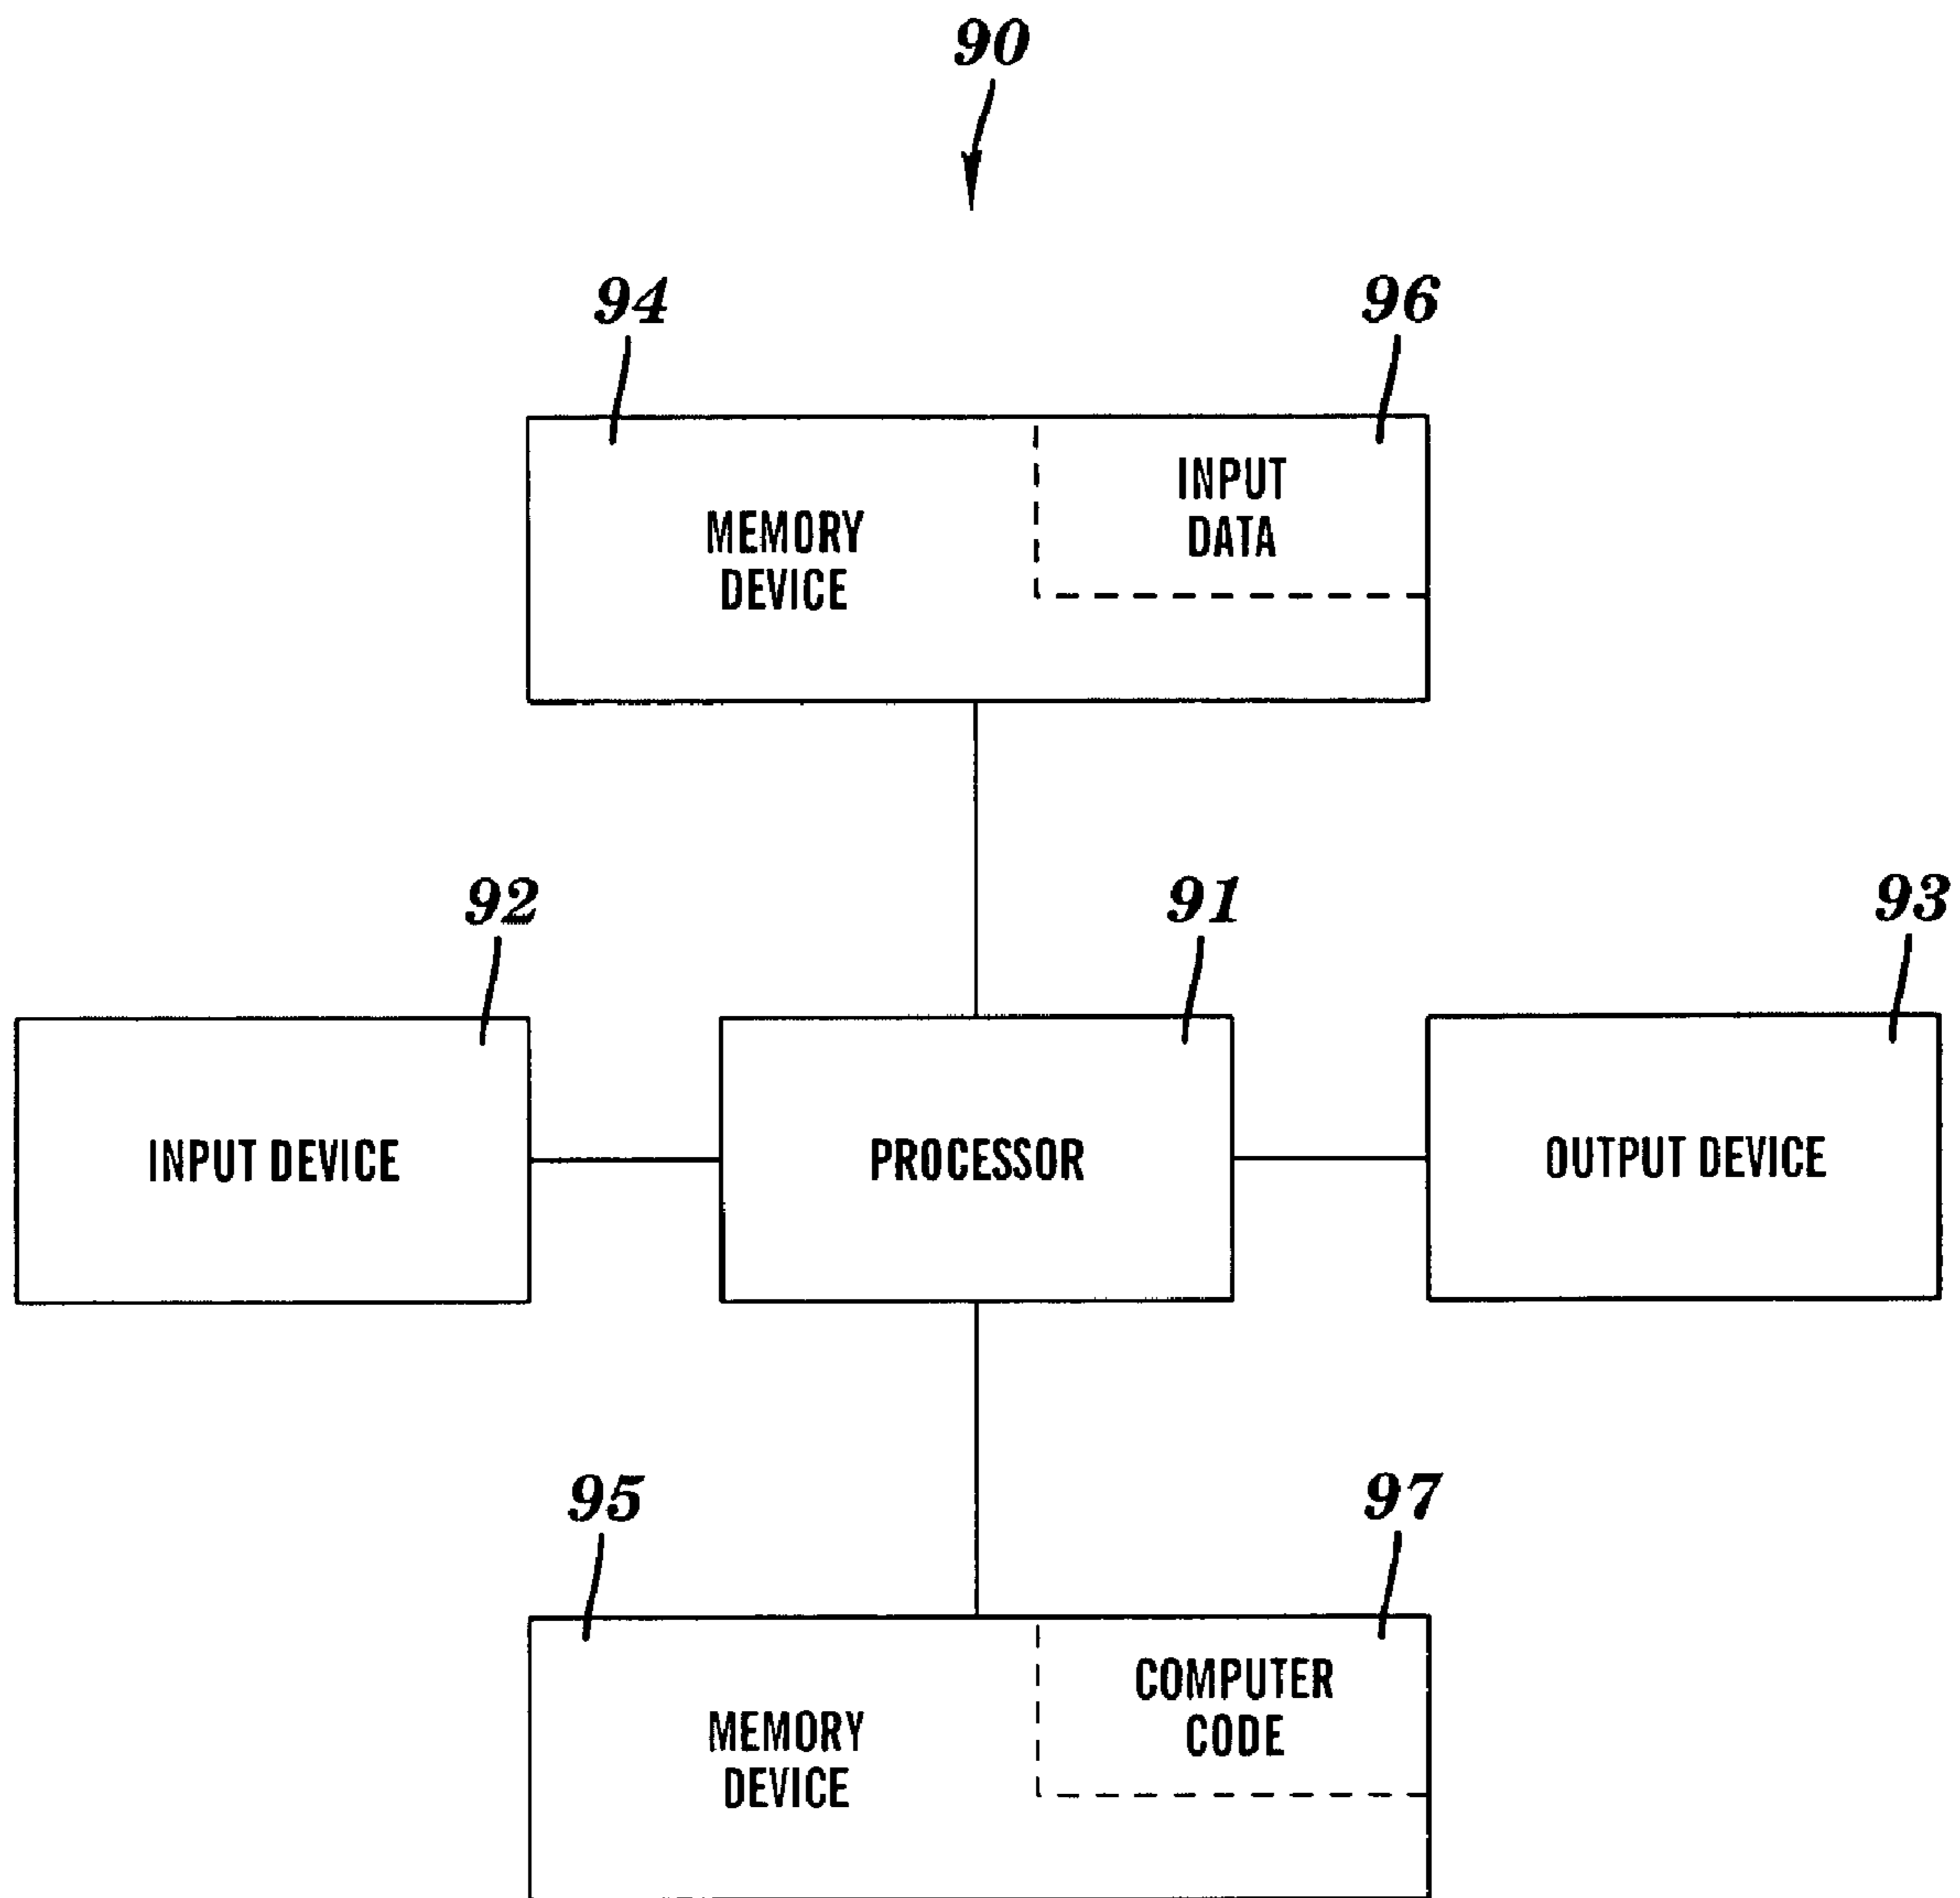 90
94
96
MEMORY
DEVICE
INPUT
DATA
92
91
93
INPUT DEVICE
PROCESSOR
OUTPUT DEVICE
95
97
MEMORY
DEVICE
COMPUTER
CODE